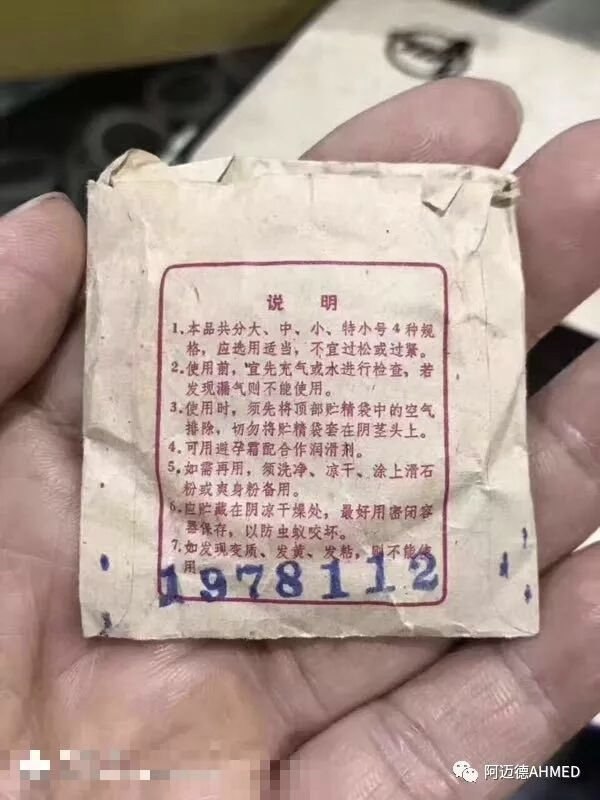 说 明
1、本品共分大、中、小、特小号4种规
格，应选用适当，不宜过松或过紧。
2、使用前，宜先充气或水进行检查，若
发现漏气则不能使用。
3、使用时，须先将顶部贮精袋中的空气
排除，切勿将贮精袋套在阴茎头上。
4、可用避孕霜配合作润滑剂。
5、如需再用，须洗净、凉干、涂上滑石
粉或爽身粉备用。
6、应贮藏在阴凉干燥处，最好用密闭容
器保存，以防虫蚁咬坏。
7、如发现变质、发黄、发粘，则不能使
用
1978112
阿迈德AHMED